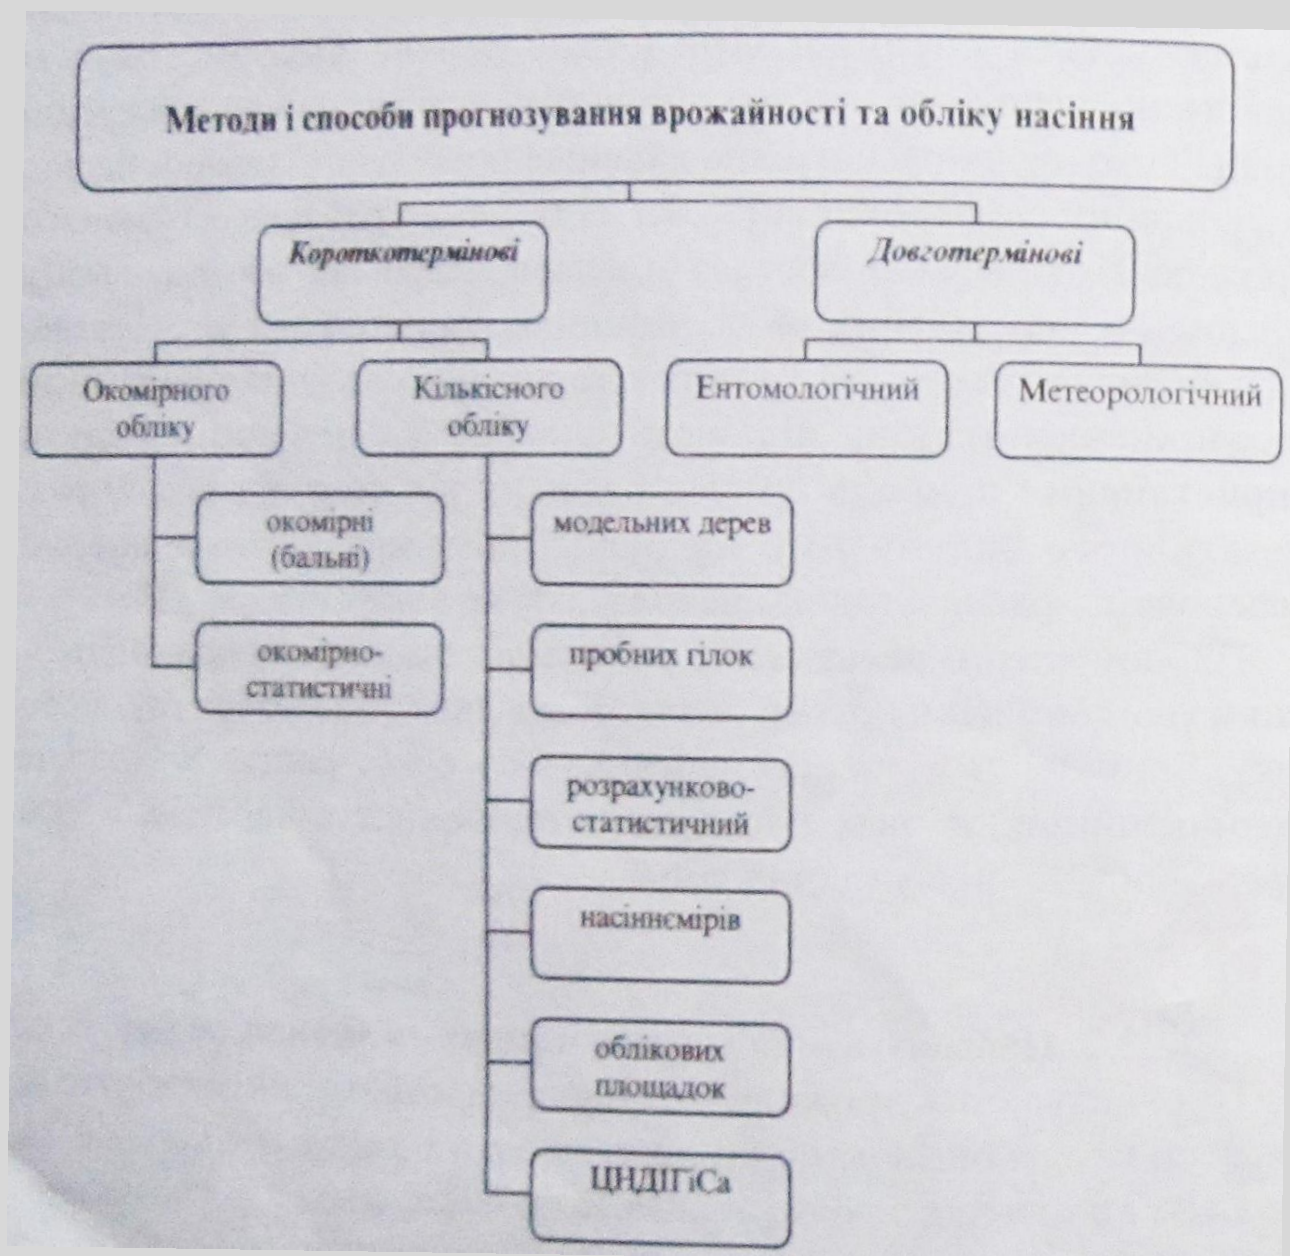 Методи і способи прогнозування врожайності та обліку насіння
Короткотермінові
Довготермінові
Окомірного
обліку
Кількісного
обліку
Ентомологічний
Метеорологічний
окомірні
(бальні)
окомірно-
статистичні
модельних дерев
пробних гілок
розрахунково-
статистичний
насіннємірів
облікових
площадок
ЦНДІГіСа